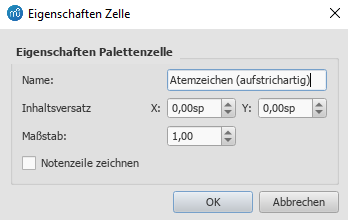 Eigenschaften Zelle
Eigenschaften Palettenzelle
Name: Atemzeichen (aufstrichartig)
Inhaltsversatz X: 0,00sp Y: 0,00sp
Maßstab: 1,00
Notenzeile zeichnen
OK Abbrechen